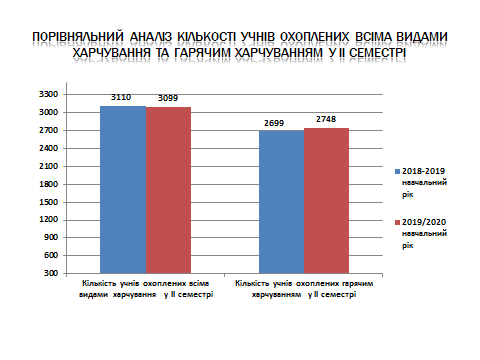 ПОРІВНЯЛЬНИЙ АНАЛІЗ КІЛЬКОСТІ УЧНІВ ОХОПЛЕНИХ ВСІМА ВИДАМИ
ХАРЧУВАННЯ ТА ГАРЯЧИМ ХАРЧУВАННЯМ У ІІ СЕМЕСТРІ
3110
3099
2699
2748
3300
3000
2700
2400
2100
1800
1500
1200
900
600
300
Кількість учнів охоплених всіма
видами харчування у ІІ семестрі
Кількість учнів охоплених гарячим
харчуванням у ІІ семестрі
2018-2019
навчальний
рік
2019/2020
навчальний
рік